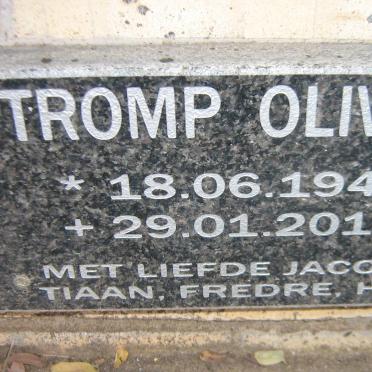 TROMP OLIV
* 18.06.194
+ 29.01.201
MET LIEFDE JACO
TIAAN, FREDRE, H